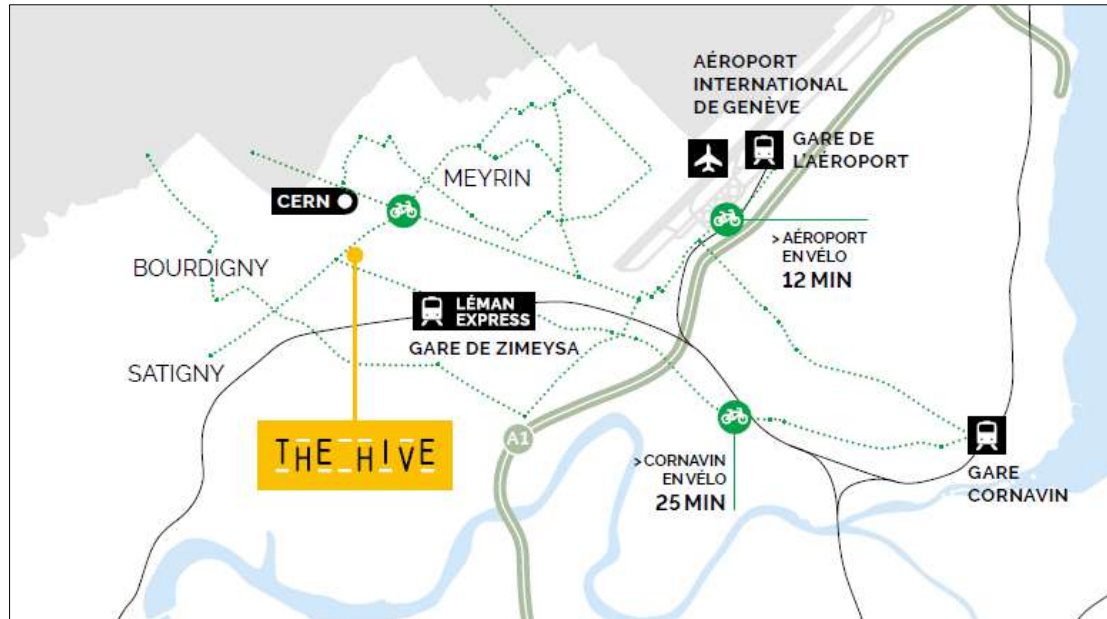 AÉROPORT
INTERNATIONAL
DE GENÈVE
GARE DE
L'AÉROPORT
MEYRIN
CERN
> AÉROPORT
EN VÉLO
12 MIN
BOURDIGNY
LÉMAN
EXPRESS
GARE DE ZIMEYSA
SATIGNY
A1
THE HIVE
> CORNAVIN
EN VÉLO
25 MIN
GARE
CORNAVIN